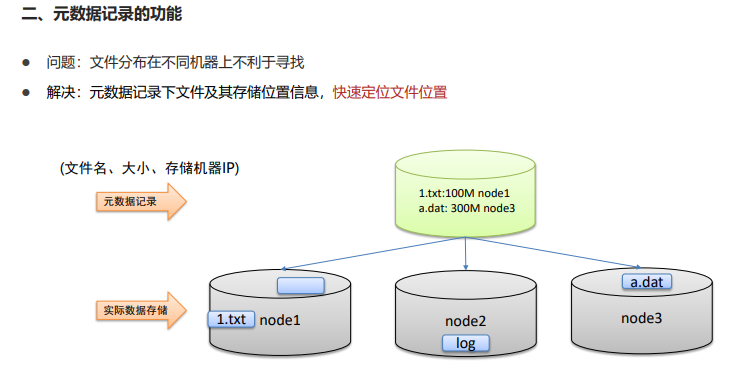 二、元数据记录的功能
● 问题：文件分布在不同机器上不利于寻找
● 解决：元数据记录下文件及其存储位置信息，快速定位文件位置
(文件名、大小、存储机器IP)
元数据记录
1.txt:100M node1
a.dat: 300M node3
实际数据存储
1.txt
node1
node2
log
a.dat
node3